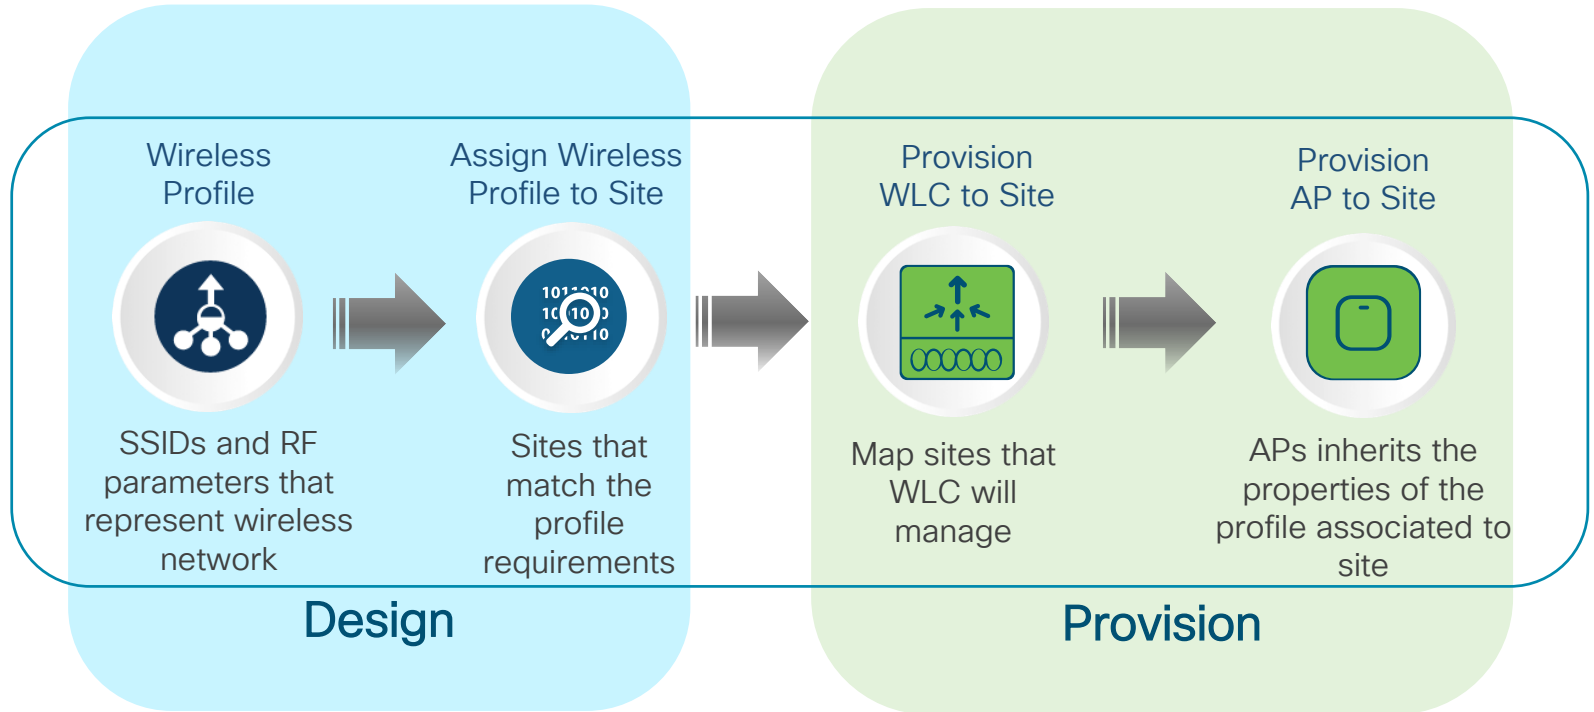 Wireless
Profile
SSIDs and RF
parameters that
represent wireless
network
Assign Wireless
Profile to Site
1011010
Sites that
match the
profile
requirements
Design
Provision
WLC to Site
Map sites that
WLC will
manage
Provision
AP to Site
APs inherits the
properties of the
profile associated to
site
Provision